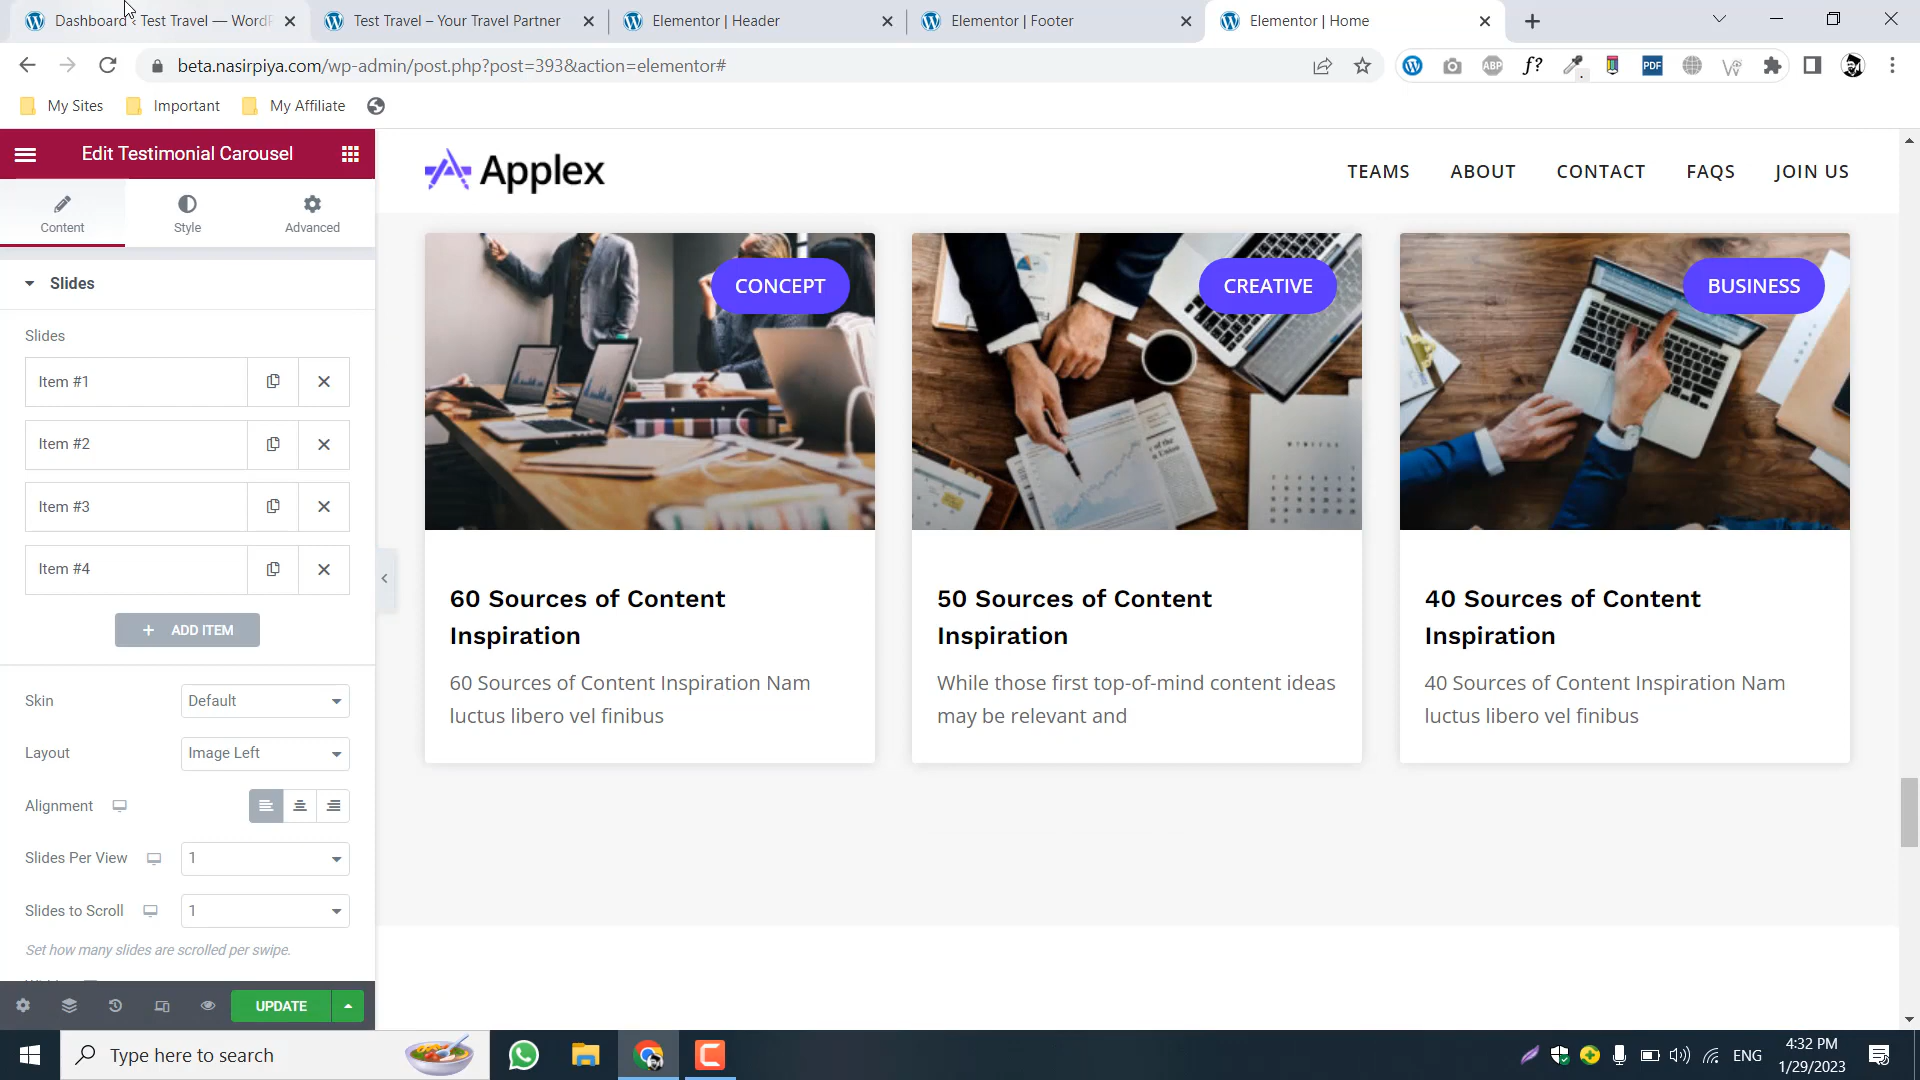 Dashboard ‹ Test Travel — WordP
Test Travel – Your Travel Partner
Elementor | Header
Elementor | Footer
Elementor | Home
beta.nasirpiya.com/wp-admin/post.php?post=393&action=elementor#
ABP
f?
PDF
My Sites
Important
My Affiliate
Edit Testimonial Carousel
Content
Style
Advanced
Slides
Slides
Item #1
Item #2
Item #3
Item #4
+ ADD ITEM
Skin
Default
Layout
Image Left
Alignment
Slides Per View
1
Slides to Scroll
1
Set how many slides are scrolled per swipe.
UPDATE
Applex
TEAMS
ABOUT
CONTACT
FAQS
JOIN US
CONCEPT
CREATIVE
BUSINESS
60 Sources of Content
Inspiration
60 Sources of Content Inspiration Nam
luctus libero vel finibus
50 Sources of Content
Inspiration
While those first top-of-mind content ideas
may be relevant and
40 Sources of Content
Inspiration
40 Sources of Content Inspiration Nam
luctus libero vel finibus
Type here to search
ENG
4:32 PM
1/29/2023